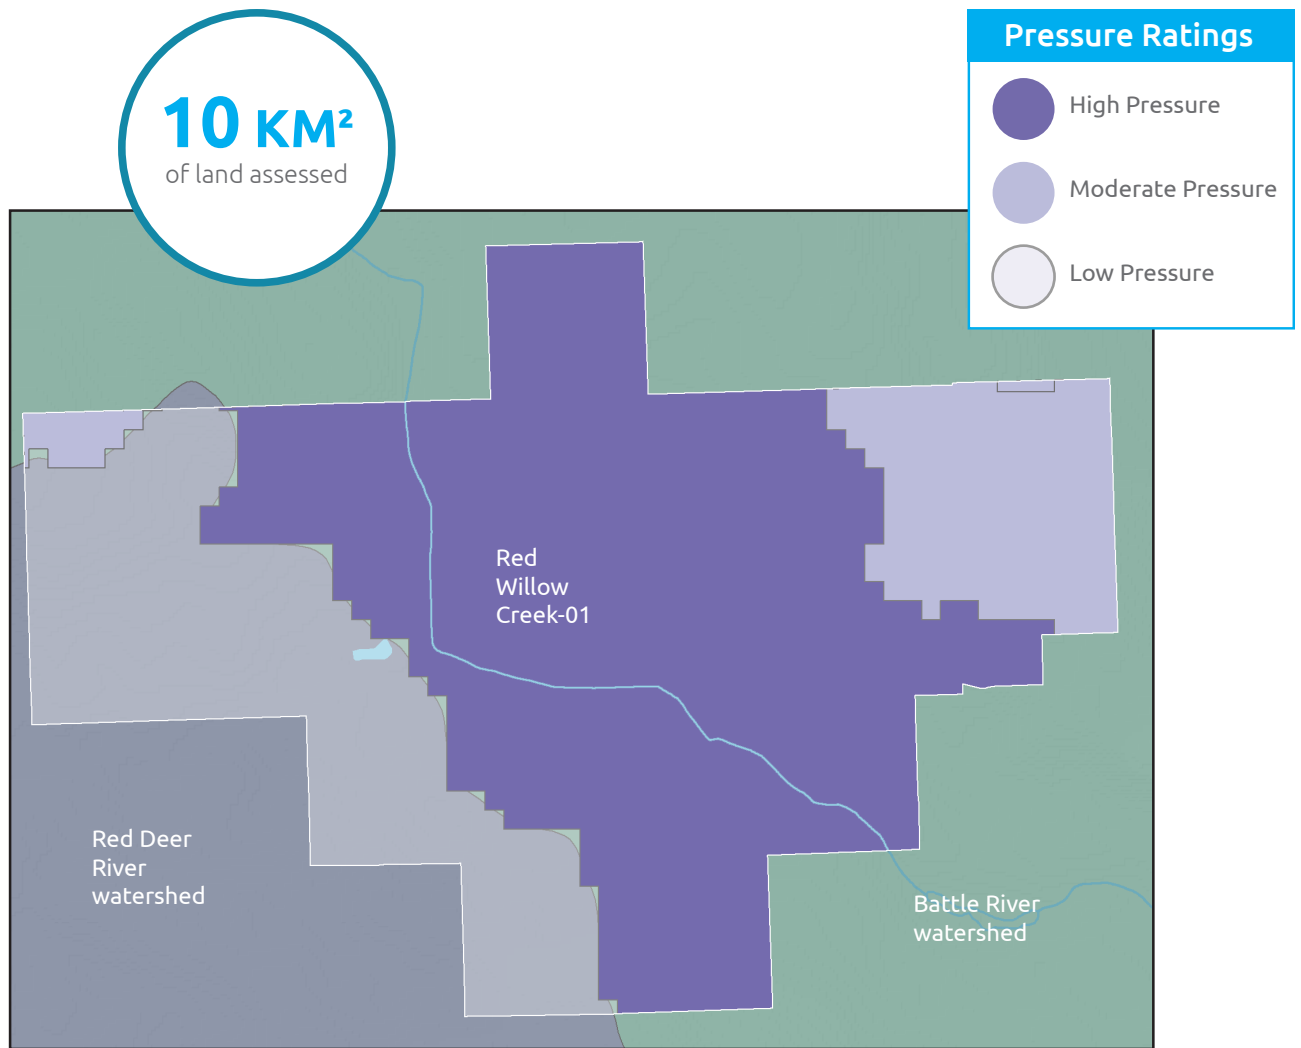 10 KM²
of land assessed
Pressure Ratings
High Pressure
Moderate Pressure
Low Pressure
Red
Willow
Creek-01
Red Deer
River
watershed
Battle River
watershed